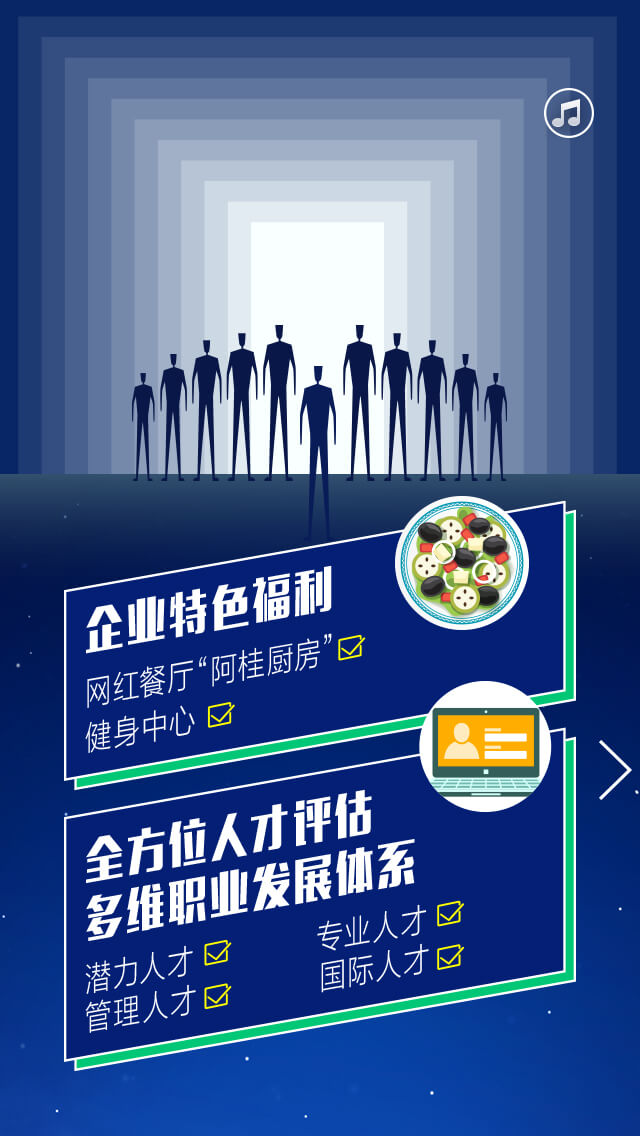 企业特色福利
网红餐厅“阿桂厨房”
健身中心
全方位人才评估
多维职业发展体系
潜力人才 专业人才
管理人才 国际人才